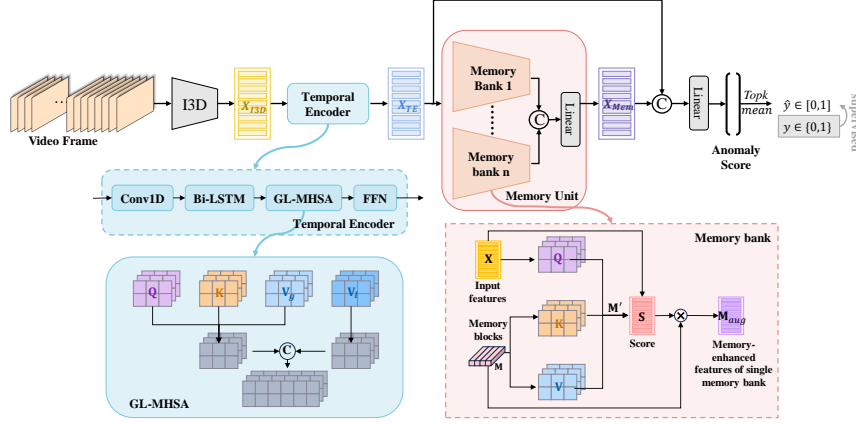 Video Frame
I3D
X_I3D
Temporal
Encoder
X_TE
Memory
Bank 1
Memory
bank n
C
Linear
Memory Unit
X_Mem
C
Linear
Anomaly
Score
Topk
mean
ŷ ∈ [0,1]
y ∈ {0,1}
supervised
Conv1D
Bi-LSTM
GL-MHSA
FFN
Temporal Encoder
Q
K
V_g
V_l
C
GL-MHSA
Memory bank
X
Input
features
Q
Memory
blocks
M
K
V
M′
S
Score
M_aug
Memory-
enhanced
features of single
memory bank